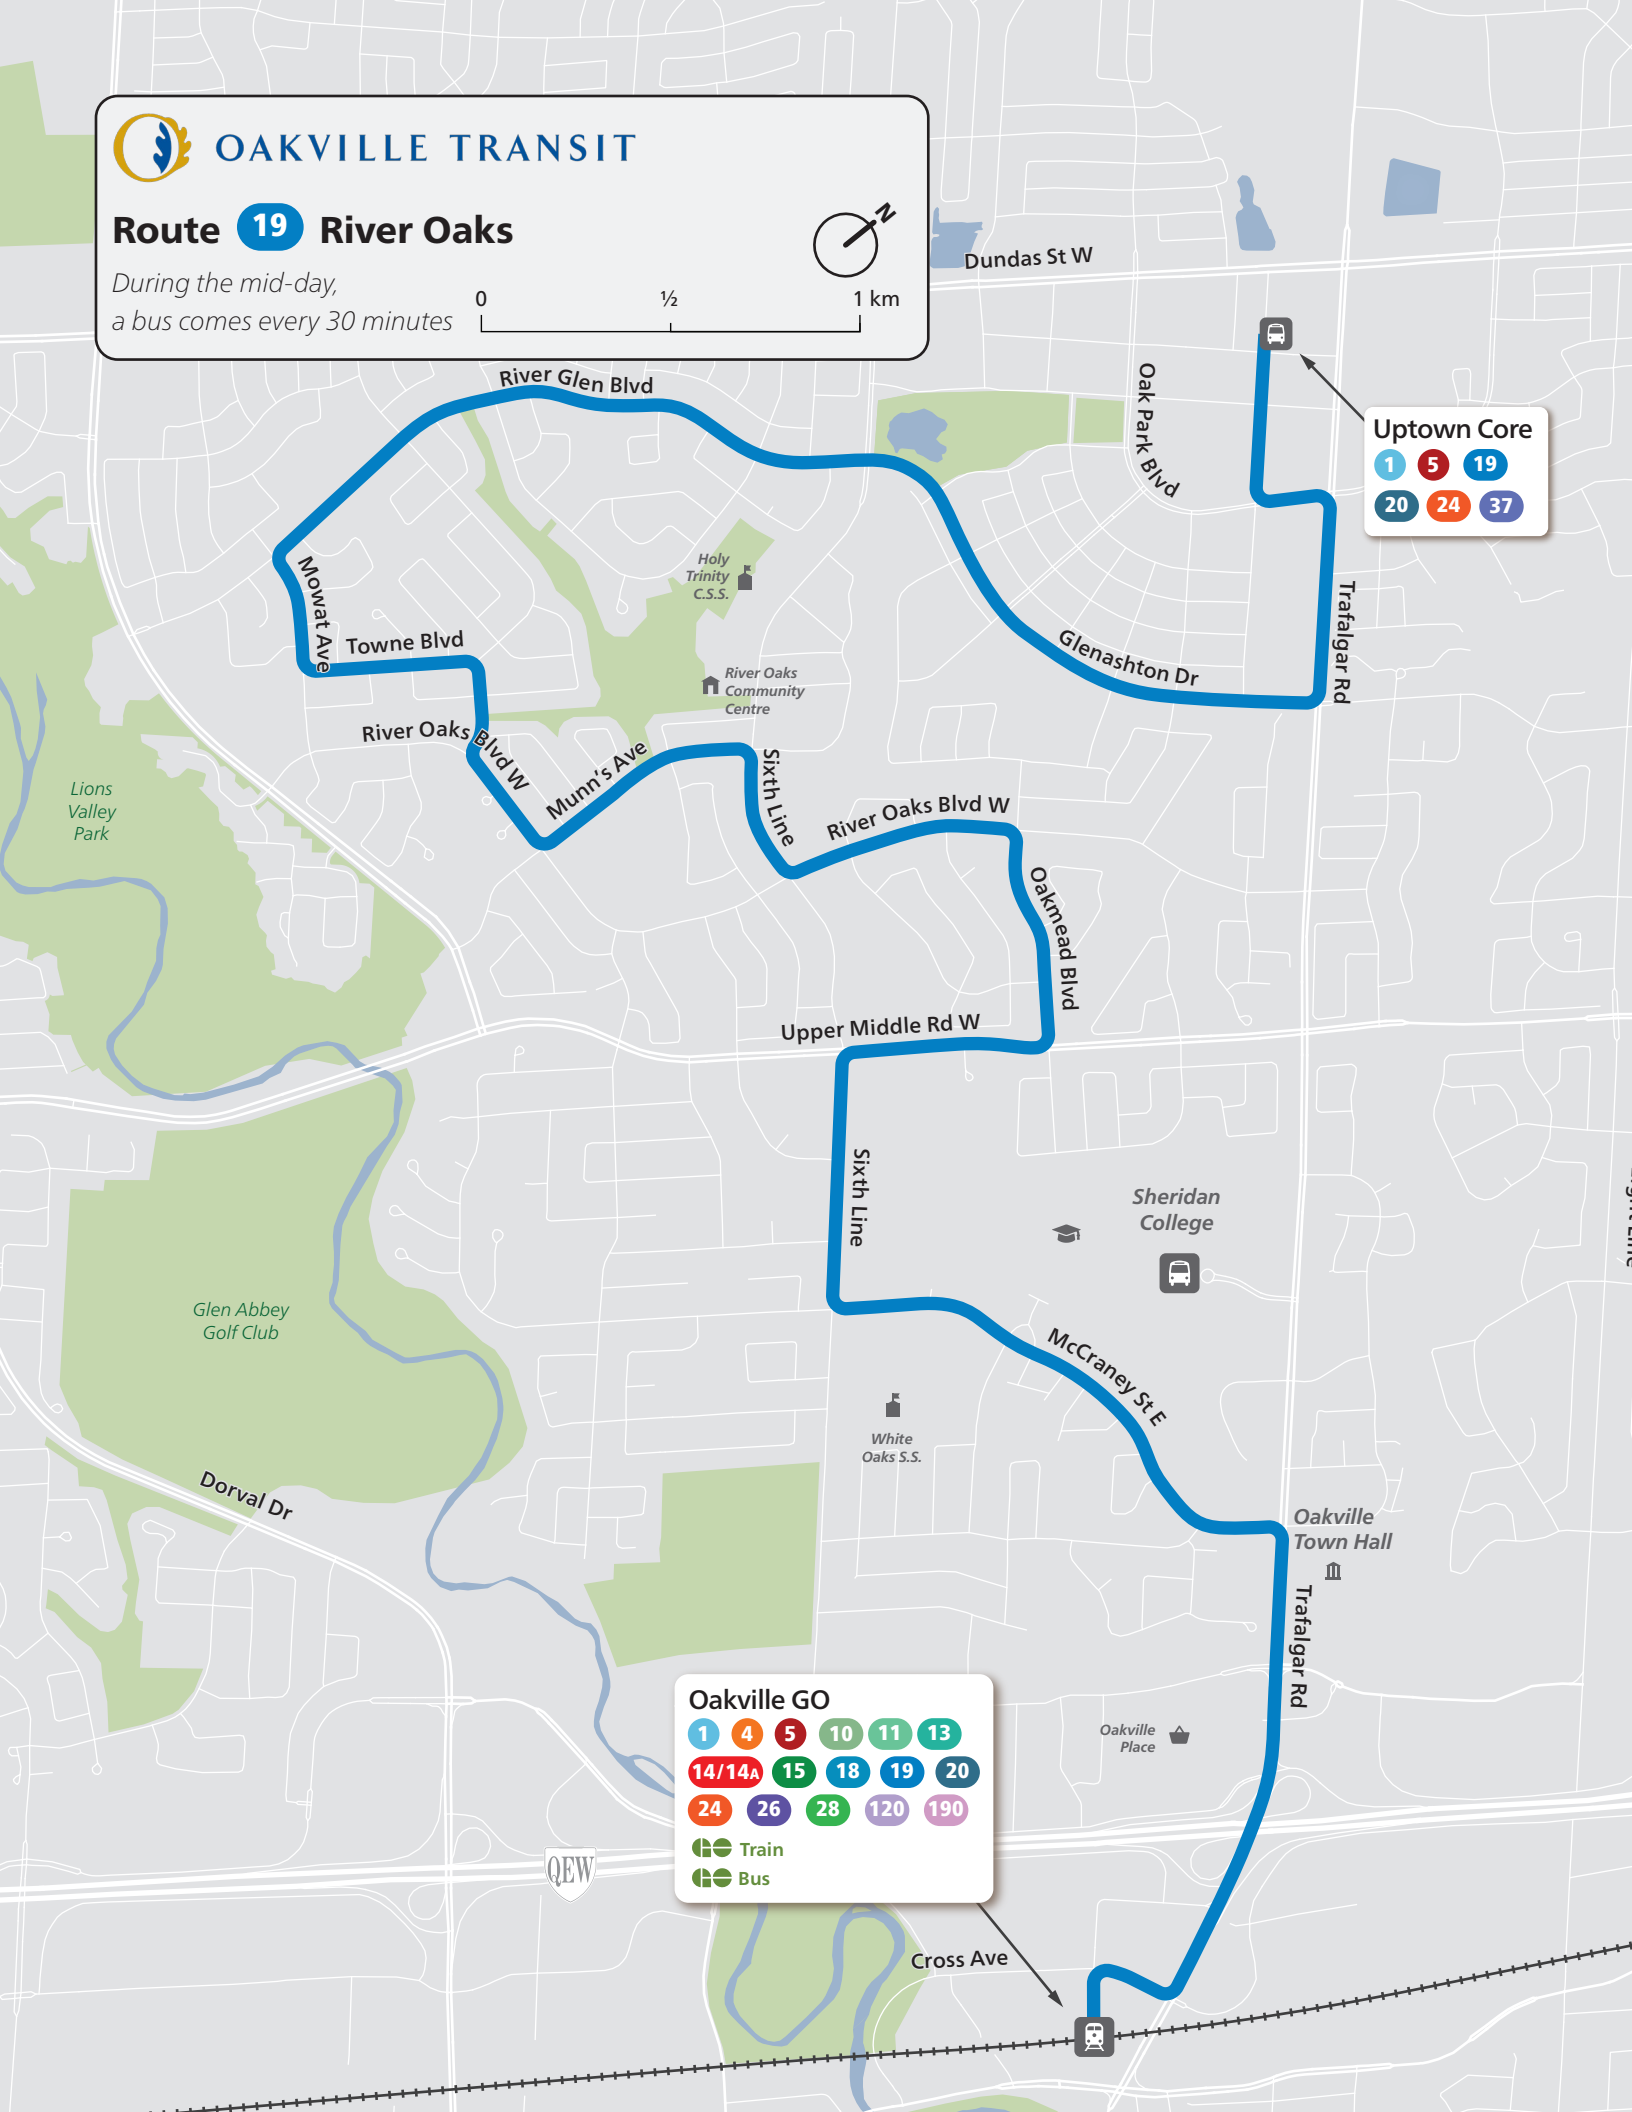 OAKVILLE TRANSIT
Route 19 River Oaks
During the mid-day,
a bus comes every 30 minutes
N
0 ½ 1 km
Dundas St W
River Glen Blvd
Oak Park Blvd
Uptown Core
1 5 19
20 24 37
Mowat Ave
Holy
Trinity
C.S.S.
Towne Blvd
Trafalgar Rd
Glenashton Dr
River Oaks
Community
Centre
River Oaks Blvd W
Munn's Ave
Sixth Line
Lions
Valley
Park
River Oaks Blvd W
Oakmead Blvd
Upper Middle Rd W
Sixth Line
Sheridan
College
Glen Abbey
Golf Club
McCraney St E
White
Oaks S.S.
Dorval Dr
Oakville
Town Hall
Trafalgar Rd
Oakville
Place
Oakville GO
1 4 5 10 11 13
14/14A 15 18 19 20
24 26 28 120 190
GO Train
GO Bus
QEW
Cross Ave